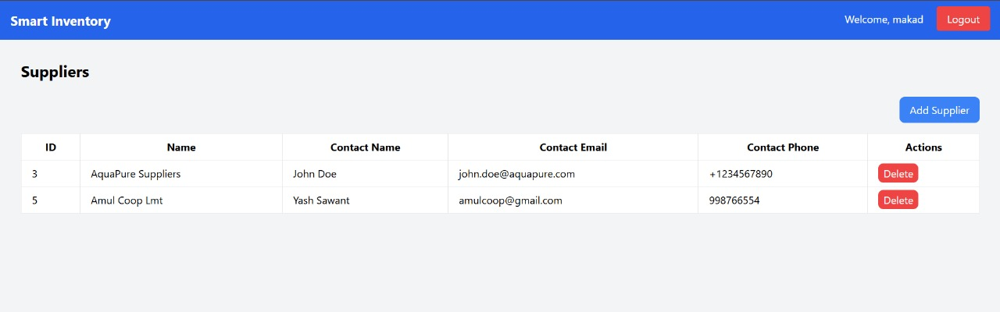 Smart Inventory Welcome, makad Logout
Suppliers
Add Supplier
ID Name Contact Name Contact Email Contact Phone Actions
3 AquaPure Suppliers John Doe john.doe@aquapure.com +1234567890 Delete
5 Amul Coop Lmt Yash Sawant amulcoop@gmail.com 998766554 Delete